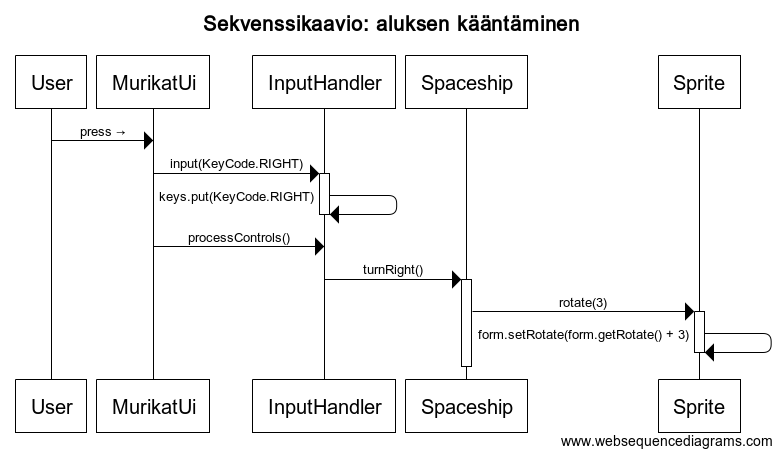 Sekvenssikaavio: aluksen kääntäminen
User MurikatUi InputHandler Spaceship Sprite
press →
input(KeyCode.RIGHT)
keys.put(KeyCode.RIGHT)
processControls()
turnRight()
rotate(3)
form.setRotate(form.getRotate() + 3)
User MurikatUi InputHandler Spaceship Sprite
www.websequencediagrams.com